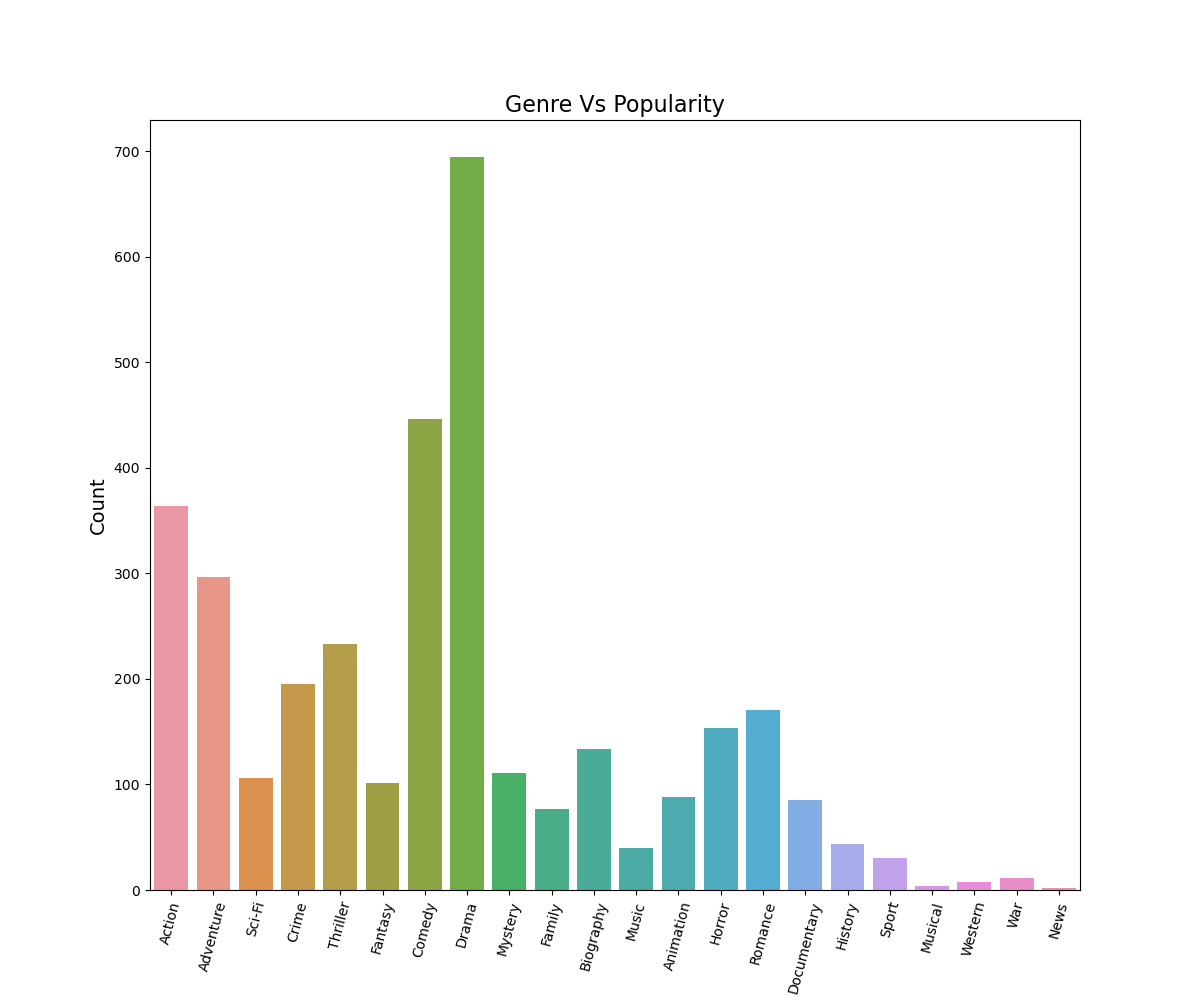 Genre Vs Popularity
Count
700
600
500
400
300
200
100
0
Action
Adventure
Sci-Fi
Crime
Thriller
Fantasy
Comedy
Drama
Mystery
Family
Biography
Music
Animation
Horror
Romance
Documentary
History
Sport
Musical
Western
War
News